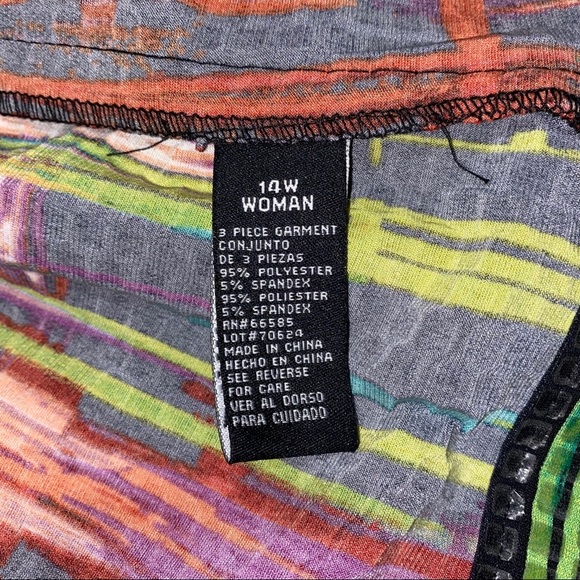 14W
WOMAN
3 PIECE GARMENT
CONJUNTO
DE 3 PIEZAS
95% POLYESTER
5% SPANDEX
95% POLIESTER
5% SPANDEX
RN#66585
LOT#70624
MADE IN CHINA
HECHO EN CHINA
SEE REVERSE
FOR CARE
VER AL DORSO
PARA CUIDADO